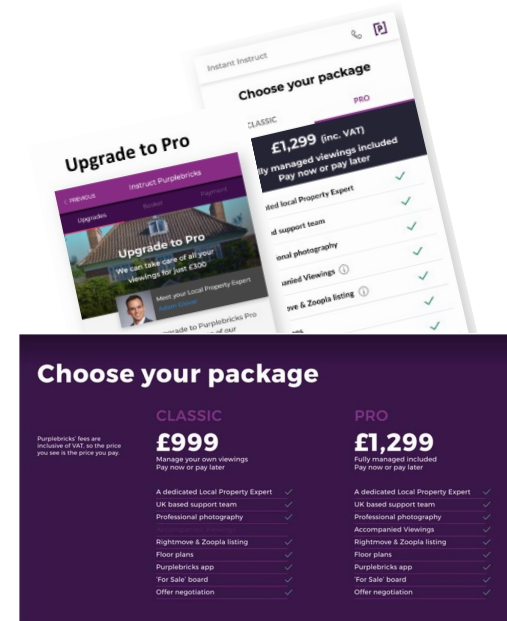 Instant Instruct
Choose your package
CLASSIC
PRO
£1,299 (inc. VAT)
managed viewings included
Pay now or pay later
local Property Expert
support team
photography
Viewings
& Zoopla listing
Upgrade to Pro
< PREVIOUS
Instruct Purplebricks
Upgrades
Basket
Payment
Upgrade to Pro
We can take care of all your
viewings for just £300
Meet your Local Property Expert
to Purplebricks Pro
of our
Choose your package
Purplebricks' fees are
inclusive of VAT, so the price
you see is the price you pay.
CLASSIC
£999
Manage your own viewings
Pay now or pay later
A dedicated Local Property Expert
UK based support team
Professional photography
Rightmove & Zoopla listing
Floor plans
Purplebricks app
'For Sale' board
Offer negotiation
PRO
£1,299
Fully managed included
Pay now or pay later
A dedicated Local Property Expert
UK based support team
Professional photography
Accompanied Viewings
Rightmove & Zoopla listing
Floor plans
Purplebricks app
'For Sale' board
Offer negotiation